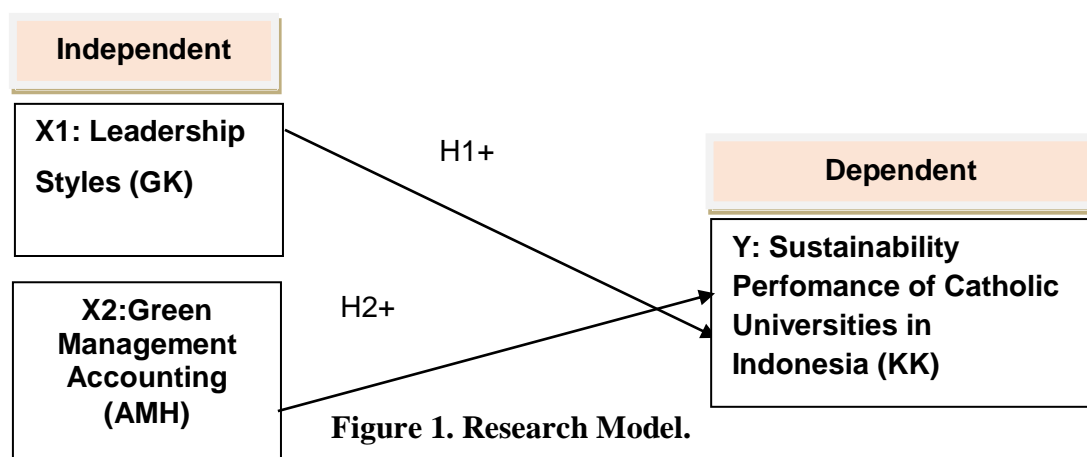 Independent
X1: Leadership
Styles (GK)
H1+
Dependent
Y: Sustainability
Perfomance of Catholic
Universities in
Indonesia (KK)
X2:Green
Management
Accounting
(AMH)
H2+
Figure 1. Research Model.